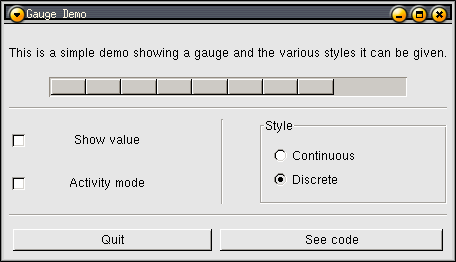 Gauge Demo
This is a simple demo showing a gauge and the various styles it can be given.
Show value
Activity mode
Style
Continuous
Discrete
Quit
See code